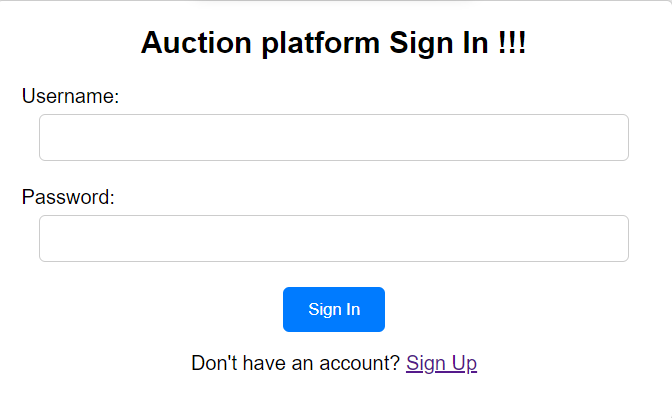 Auction platform Sign In !!!
Username:
Password:
Sign In
Don't have an account? Sign Up